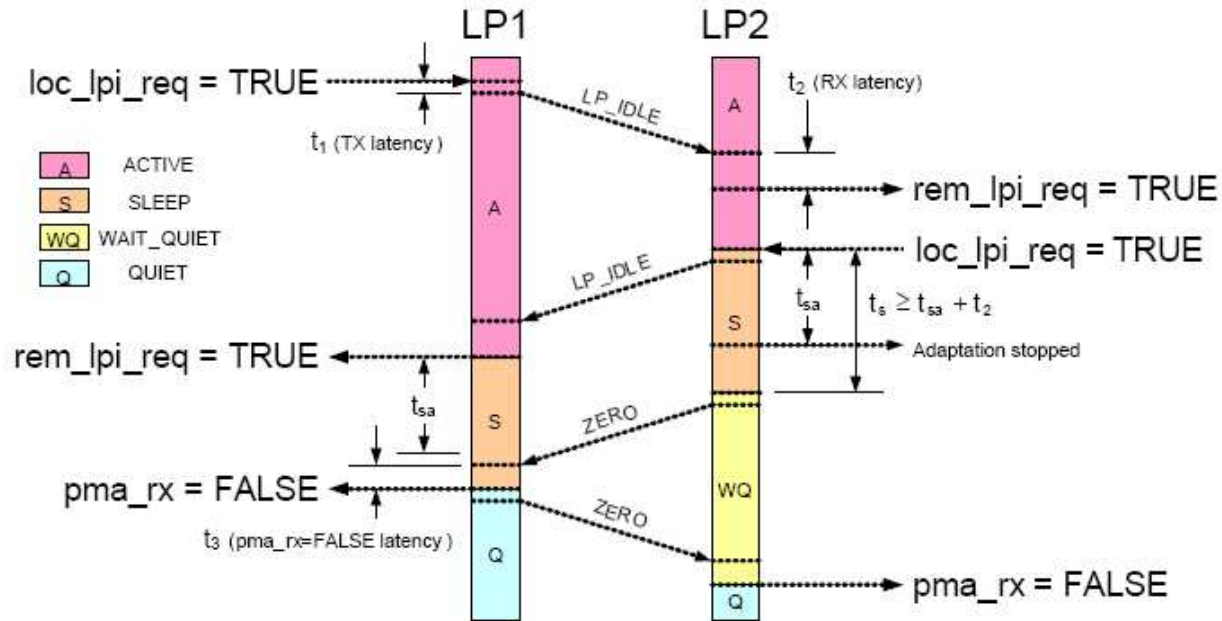 LP1
LP2
loc_lpi_req = TRUE
t1 (TX latency)
LP_IDLE
A
t2 (RX latency)
A ACTIVE
S SLEEP
WQ WAIT_QUIET
Q QUIET
A
rem_lpi_req = TRUE
loc_lpi_req = TRUE
LP_IDLE
S
tsa
ts ≥ tsa + t2
Adaptation stopped
rem_lpi_req = TRUE
tsa
S
ZERO
pma_rx = FALSE
t3 (pma_rx=FALSE latency)
Q
WQ
ZERO
pma_rx = FALSE
Q